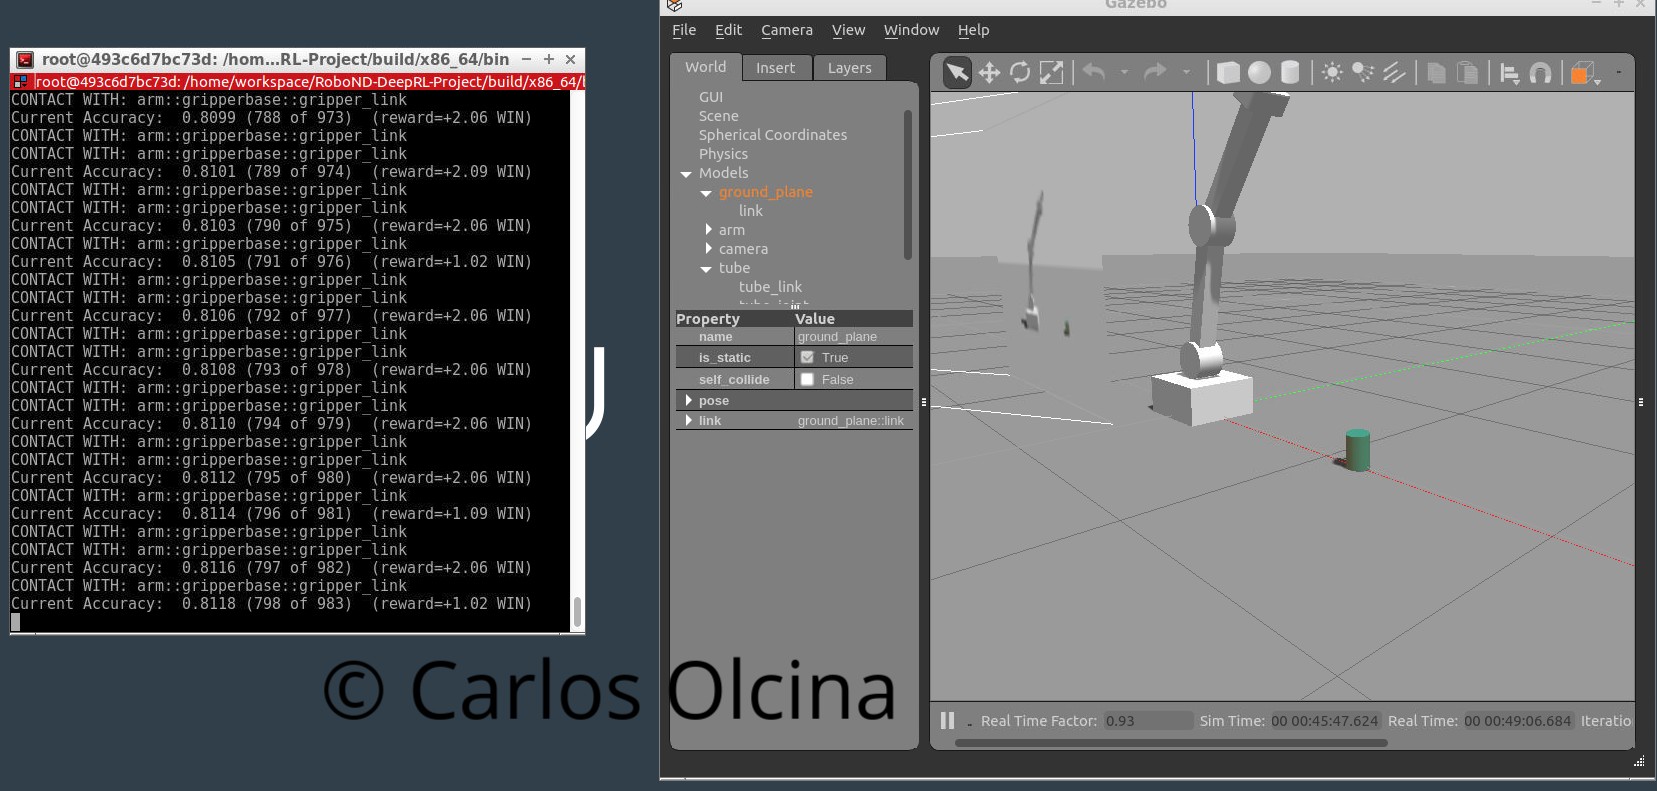 root@493c6d7bc73d: /hom...RL-Project/build/x86_64/bin
root@493c6d7bc73d: /home/workspace/RoboND-DeepRL-Project/build/x86_64/b
CONTACT WITH: arm::gripperbase::gripper_link
Current Accuracy:  0.8099 (788 of 973)  (reward=+2.06 WIN)
CONTACT WITH: arm::gripperbase::gripper_link
CONTACT WITH: arm::gripperbase::gripper_link
Current Accuracy:  0.8101 (789 of 974)  (reward=+2.09 WIN)
CONTACT WITH: arm::gripperbase::gripper_link
CONTACT WITH: arm::gripperbase::gripper_link
Current Accuracy:  0.8103 (790 of 975)  (reward=+2.06 WIN)
CONTACT WITH: arm::gripperbase::gripper_link
Current Accuracy:  0.8105 (791 of 976)  (reward=+1.02 WIN)
CONTACT WITH: arm::gripperbase::gripper_link
CONTACT WITH: arm::gripperbase::gripper_link
Current Accuracy:  0.8106 (792 of 977)  (reward=+2.06 WIN)
CONTACT WITH: arm::gripperbase::gripper_link
CONTACT WITH: arm::gripperbase::gripper_link
Current Accuracy:  0.8108 (793 of 978)  (reward=+2.06 WIN)
CONTACT WITH: arm::gripperbase::gripper_link
CONTACT WITH: arm::gripperbase::gripper_link
Current Accuracy:  0.8110 (794 of 979)  (reward=+2.06 WIN)
CONTACT WITH: arm::gripperbase::gripper_link
CONTACT WITH: arm::gripperbase::gripper_link
Current Accuracy:  0.8112 (795 of 980)  (reward=+2.06 WIN)
CONTACT WITH: arm::gripperbase::gripper_link
Current Accuracy:  0.8114 (796 of 981)  (reward=+1.09 WIN)
CONTACT WITH: arm::gripperbase::gripper_link
CONTACT WITH: arm::gripperbase::gripper_link
Current Accuracy:  0.8116 (797 of 982)  (reward=+2.06 WIN)
CONTACT WITH: arm::gripperbase::gripper_link
Current Accuracy:  0.8118 (798 of 983)  (reward=+1.02 WIN)
Gazebo
File Edit Camera View Window Help
World Insert Layers
GUI
Scene
Spherical Coordinates
Physics
Models
ground_plane
link
arm
camera
tube
tube_link
tube_joint
Property Value
name ground_plane
is_static True
self_collide False
pose
link ground_plane::link
Real Time Factor: 0.93 Sim Time: 00 00:45:47.624 Real Time: 00 00:49:06.684 Iteratio
© Carlos Olcina